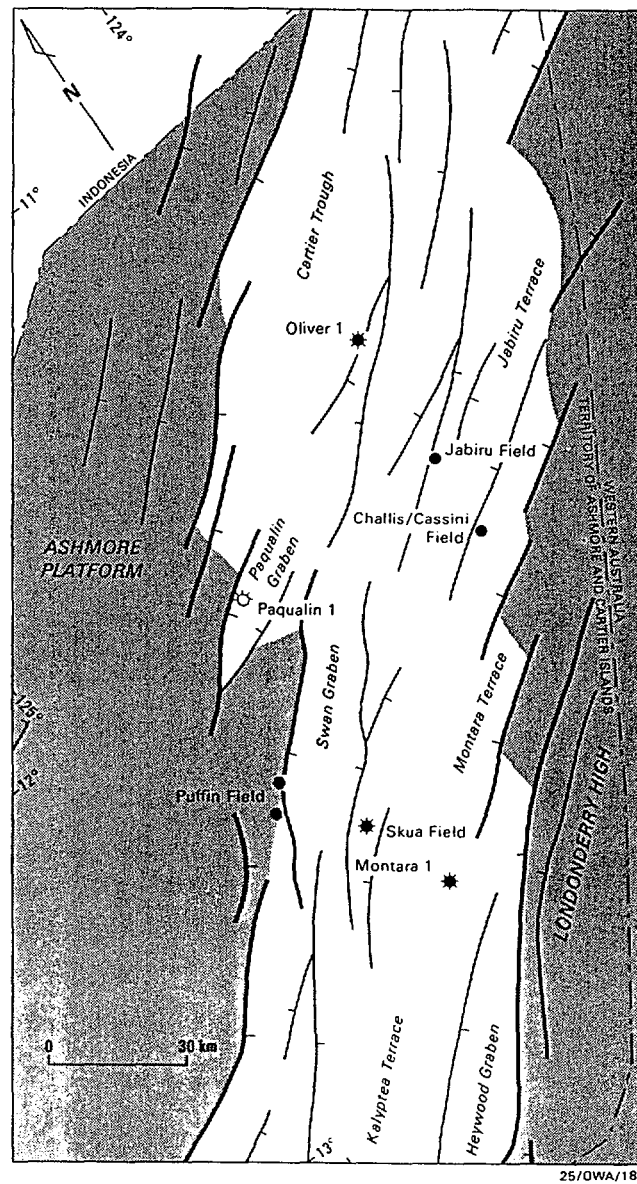 124°
N
INDONESIA
11°
Cartier Trough
Oliver 1
Jabiru Terrace
Jabiru Field
Challis/Cassini
Field
WESTERN AUSTRALIA
TERRITORY OF ASHMORE AND CARTIER ISLANDS
ASHMORE
PLATFORM
Paqualin
Graben
Paqualin 1
Swan Graben
Montara Terrace
125°
12°
Puffin Field
Skua Field
Montara 1
LONDONDERRY HIGH
0 30 km
Kalyptea Terrace
Heywood Graben
13°
25/OWA/18